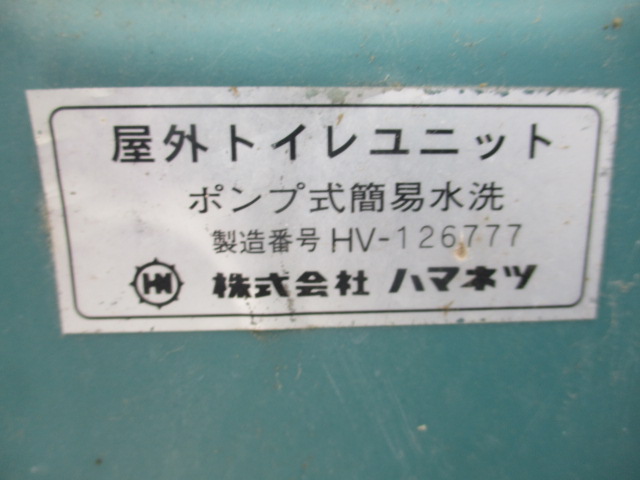 屋外トイレユニット
ポンプ式簡易水洗
製造番号 HV-126777
HN 株式会社 ハマネツ